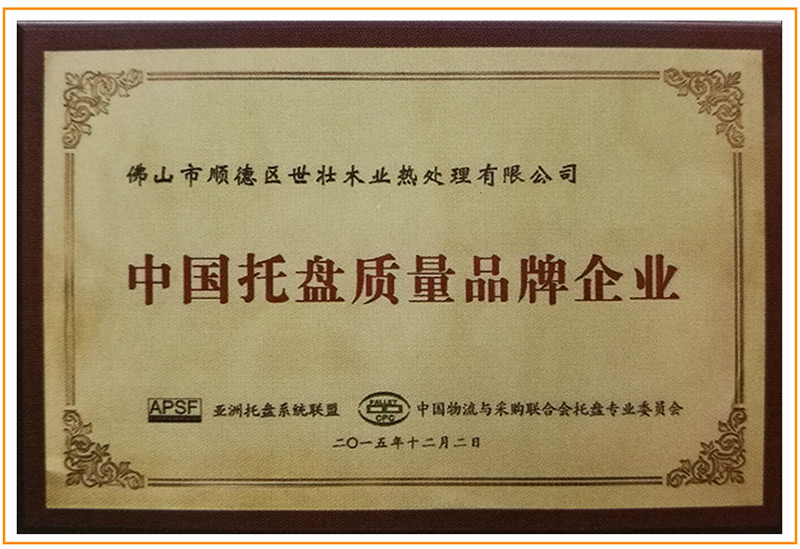 佛山市顺德区世壮木业热处理有限公司
中国托盘质量品牌企业
APSF 亚洲托盘系统联盟 PALLET CPC 中国物流与采购联合会托盘专业委员会
二〇一五年十二月二日